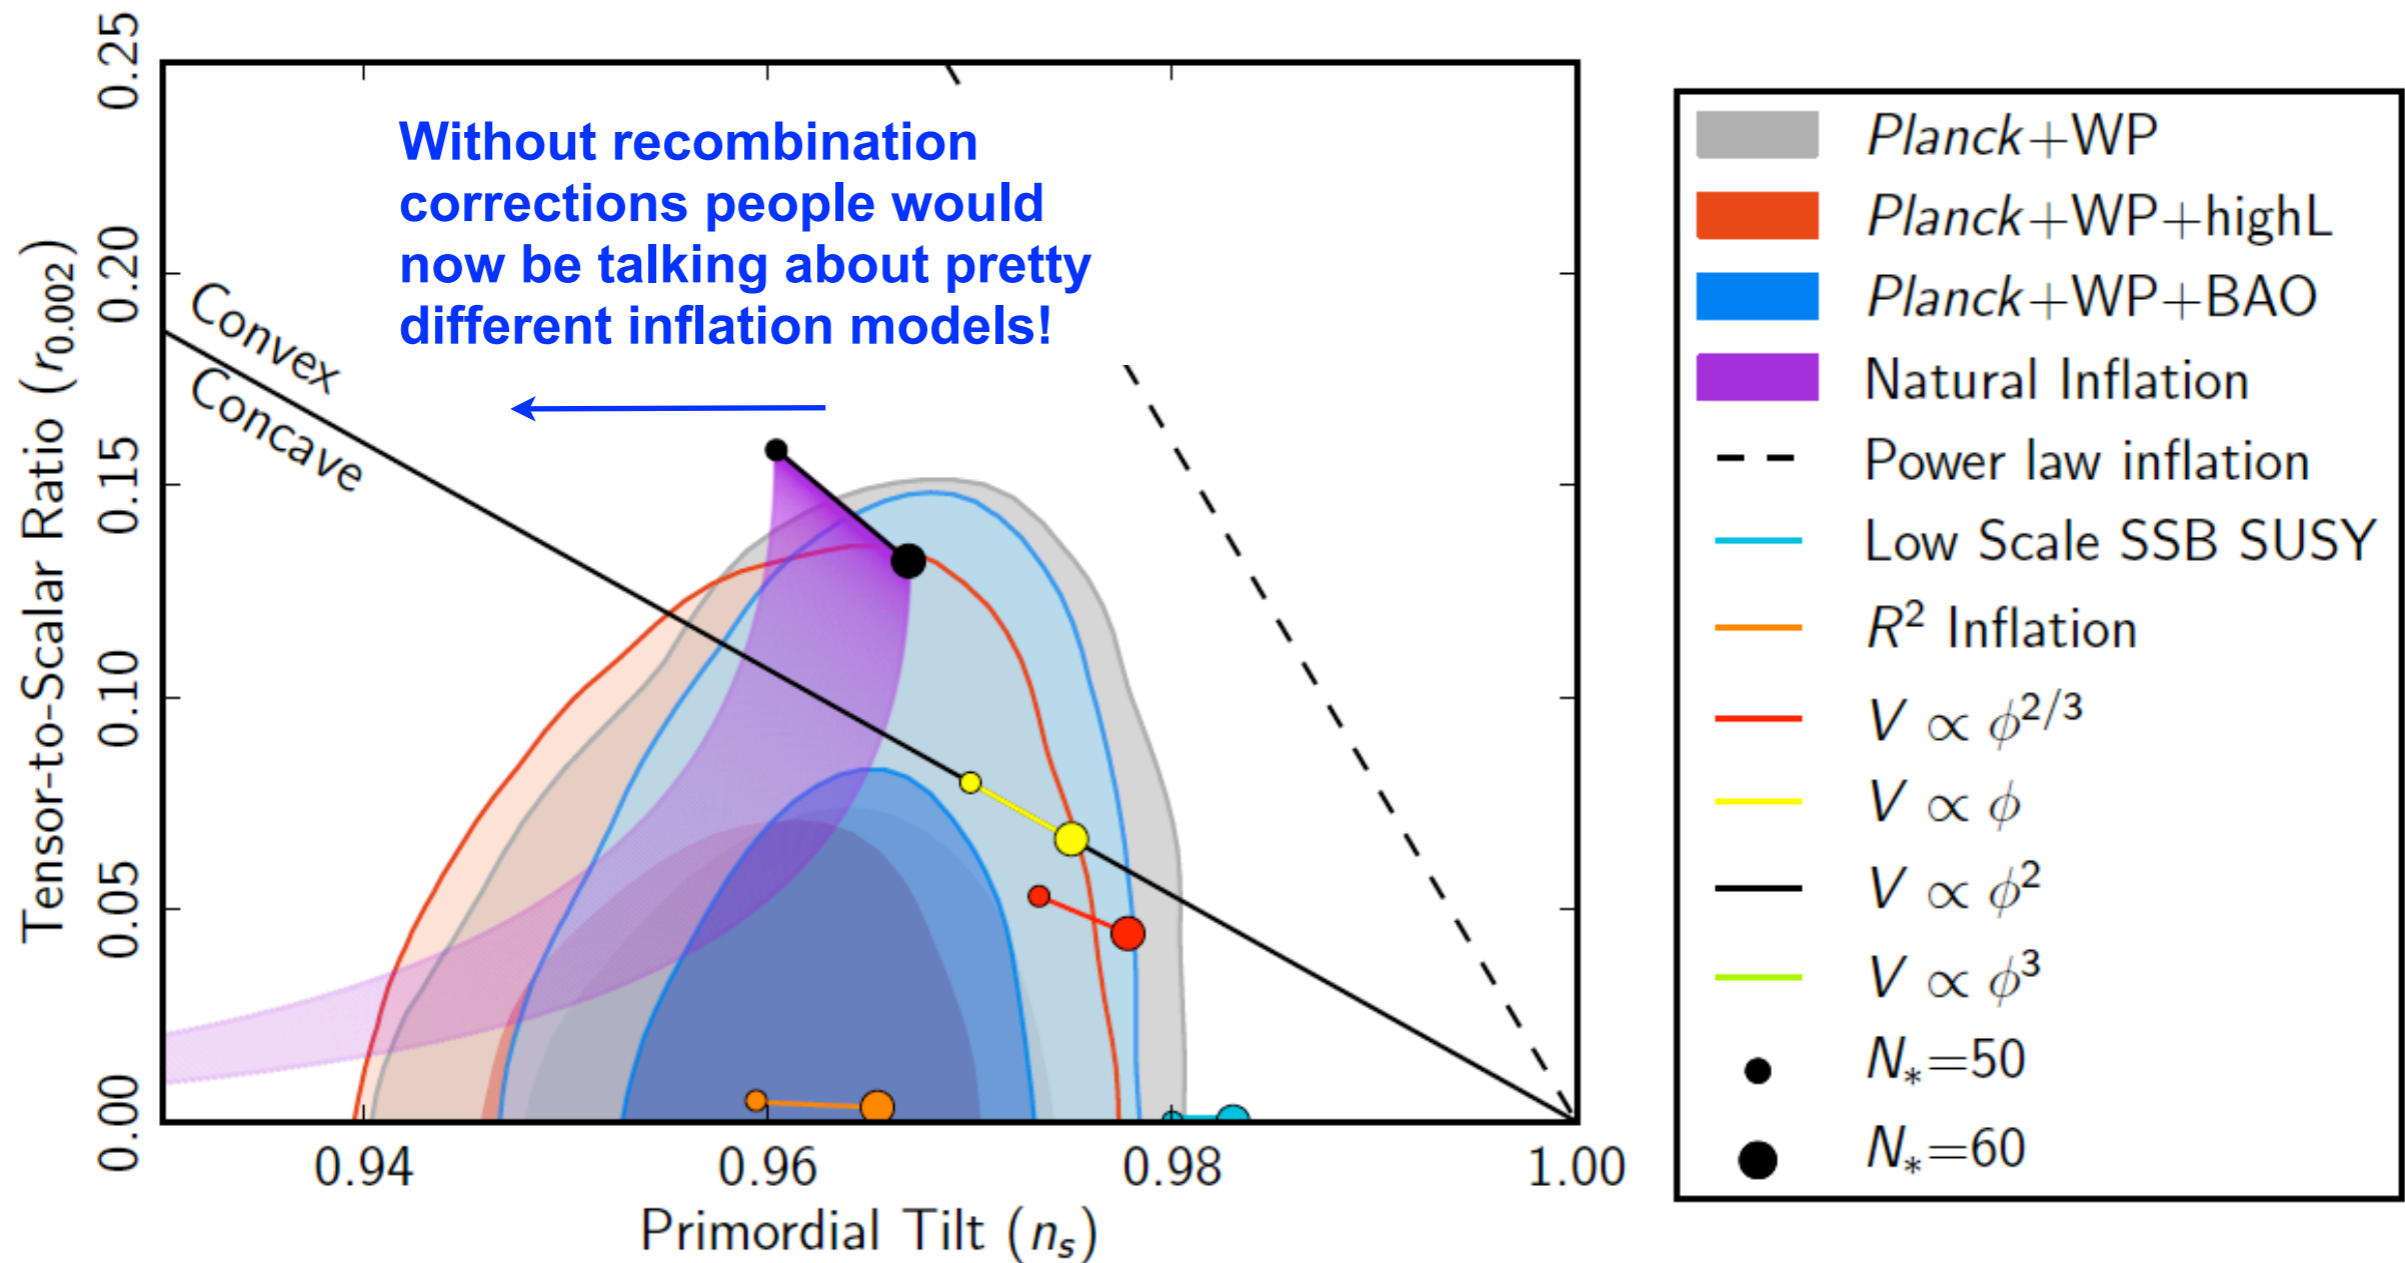 0.25
0.20
0.15
0.10
0.05
0.00
Tensor-to-Scalar Ratio (r₀.₀₀₂)
Without recombination
corrections people would
now be talking about pretty
different inflation models!
Convex
Concave
0.94
0.96
0.98
1.00
Primordial Tilt (nₛ)
Planck+WP
Planck+WP+highL
Planck+WP+BAO
Natural Inflation
Power law inflation
Low Scale SSB SUSY
R² Inflation
V ∝ ϕ²ᐟ³
V ∝ ϕ
V ∝ ϕ²
V ∝ ϕ³
N⁎=50
N⁎=60